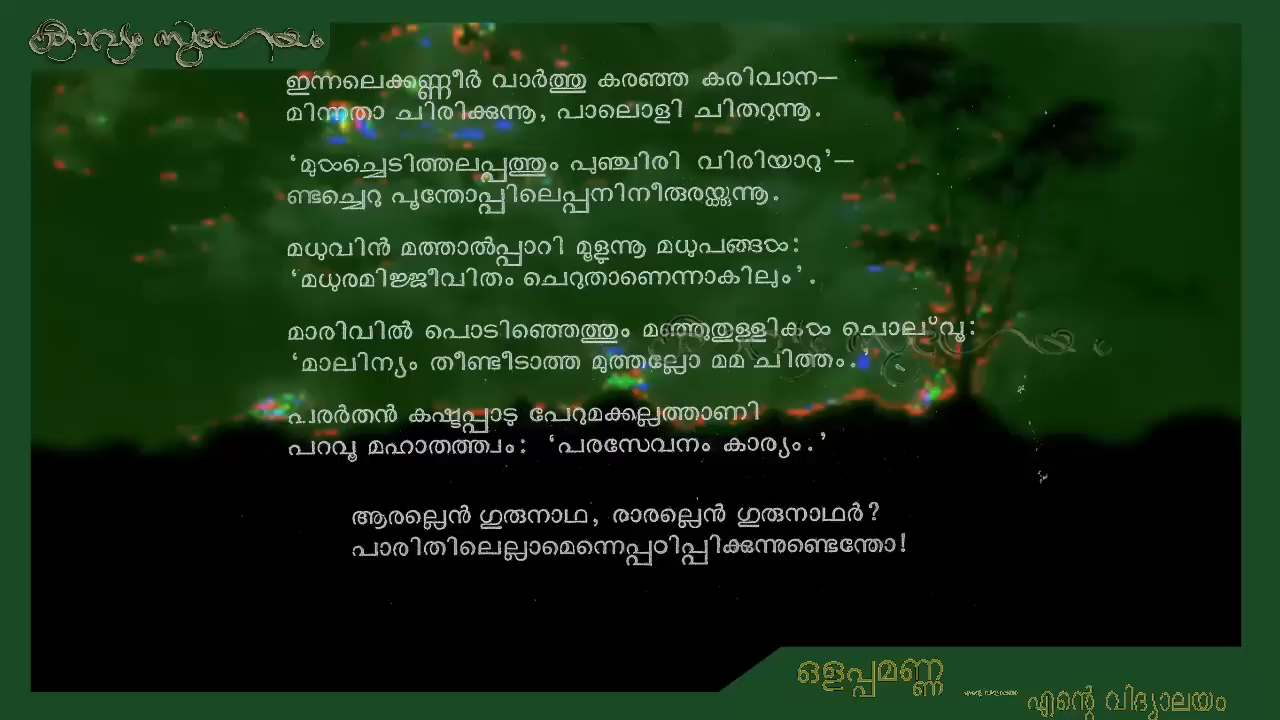 കാവ്യം സുഗേയം
ഇന്നലെക്കണ്ണീർ വാർത്തു കരഞ്ഞ കരിവാന—
മിന്നതാ ചിരിക്കുന്നൂ, പാലൊളി ചിതറുന്നൂ.
‘മുൾച്ചെടിത്തലപ്പത്തും പുഞ്ചിരി വിരിയാറു’—
ണ്ടച്ചെറു പൂന്തോപ്പിലെപ്പനിനീരുരയ്ക്കുന്നൂ.
മധുവിൻ മത്താൽപ്പാറി മൂളുന്നൂ മധുപങ്ങൾ:
‘മധുരമിജ്ജീവിതം ചെറുതാണെന്നാകിലും’.
മാരിവിൽ പൊടിഞ്ഞെത്തും മഞ്ഞുതുള്ളികൾ ചൊല്‌വൂ:
‘മാലിന്യം തീണ്ടീടാത്ത മുത്തല്ലോ മമ ചിത്തം.’
പരർതൻ കഷ്ടപ്പാടു പേറുമക്കല്ലത്താണി
പറവൂ മഹാതത്ത്വം: ‘പരസേവനം കാര്യം.’
ആരല്ലെൻ ഗുരുനാഥ, രാരല്ലെൻ ഗുരുനാഥർ?
പാരിതിലെല്ലാമെന്നെപ്പഠിപ്പിക്കുന്നുണ്ടെന്തോ!
ഒളപ്പമണ്ണ
എന്റെ വിദ്യാലയം